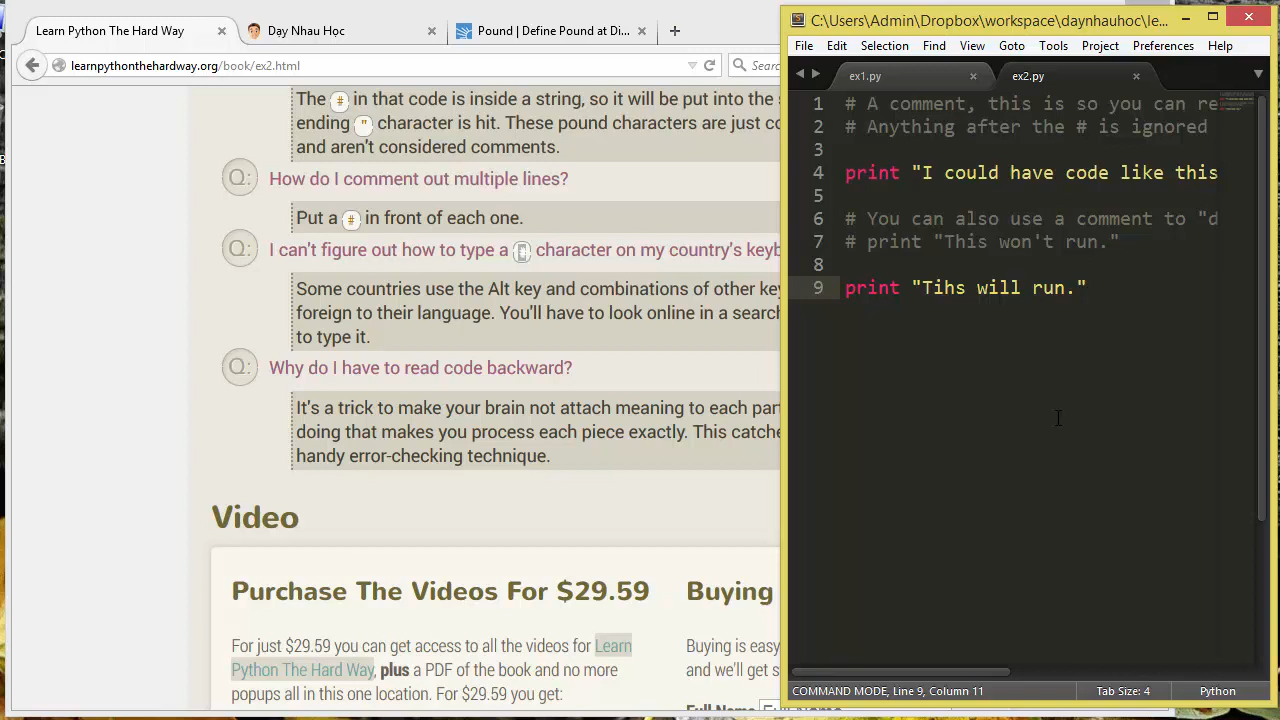 Learn Python The Hard Way
Day Nhau Hoc
Pound | Define Pound at Di...
learnpythonthehardway.org/book/ex2.html
Searc
The # in that code is inside a string, so it will be put into the s
ending " character is hit. These pound characters are just co
and aren't considered comments.
Q: How do I comment out multiple lines?
Put a # in front of each one.
Q: I can't figure out how to type a character on my country's keyb
Some countries use the Alt key and combinations of other key
foreign to their language. You'll have to look online in a search
to type it.
Q: Why do I have to read code backward?
It's a trick to make your brain not attach meaning to each part
doing that makes you process each piece exactly. This catche
handy error-checking technique.
Video
Purchase The Videos For $29.59
For just $29.59 you can get access to all the videos for Learn
Python The Hard Way, plus a PDF of the book and no more
popups all in this one location. For $29.59 you get:
Buying
Buying is easy
and we'll get s
Full Name
C:\Users\Admin\Dropbox\workspace\daynhauhoc\le...
File Edit Selection Find View Goto Tools Project Preferences Help
ex1.py
ex2.py
1 # A comment, this is so you can re
2 # Anything after the # is ignored
3
4 print "I could have code like this
5
6 # You can also use a comment to "d
7 # print "This won't run."
8
9 print "Tihs will run."
COMMAND MODE, Line 9, Column 11
Tab Size: 4
Python